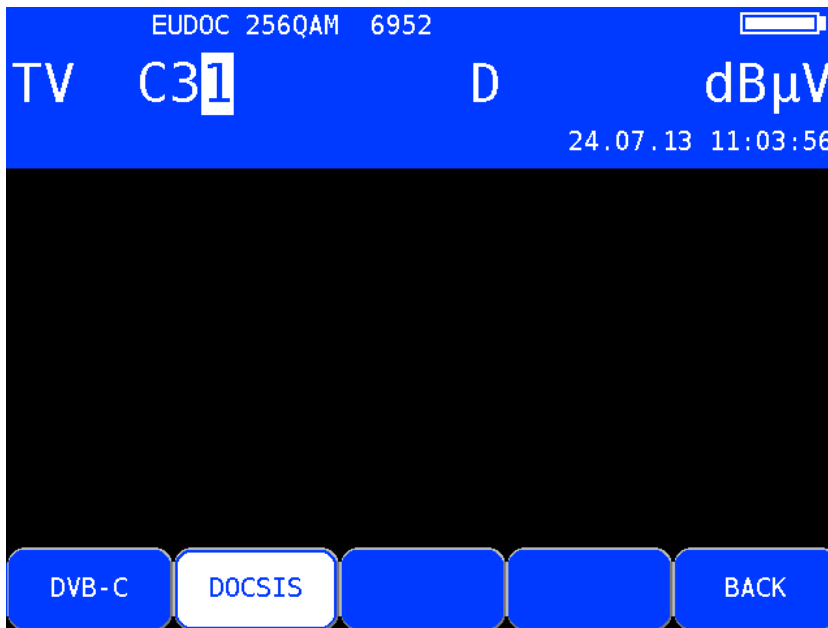 EUDOC 256QAM 6952
TV C31 D dBµV
24.07.13 11:03:56
DVB-C DOCSIS BACK